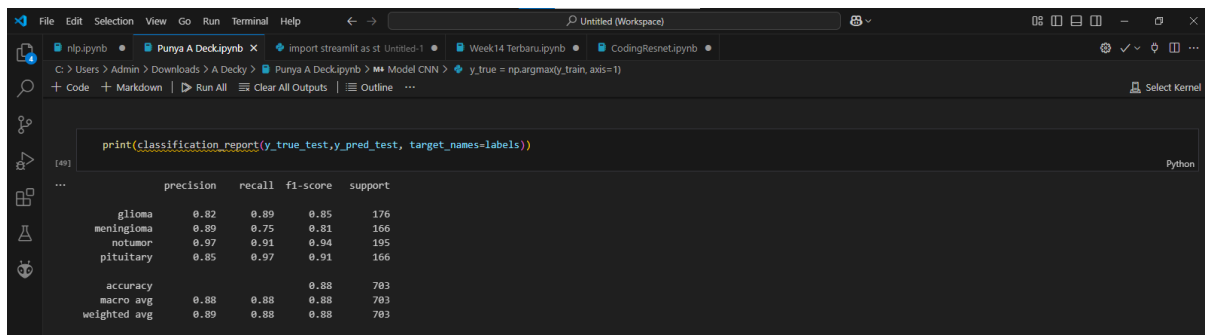 File Edit Selection View Go Run Terminal Help Untitled (Workspace)
nlp.ipynb Punya A Deck.ipynb import streamlit as st Untitled-1 Week14 Terbaru.ipynb CodingResnet.ipynb
C: > Users > Admin > Downloads > A Decky > Punya A Deck.ipynb > M↓ Model CNN > y_true = np.argmax(y_train, axis=1)
+ Code + Markdown | Run All Clear All Outputs | Outline ... Select Kernel
print(classification_report(y_true_test,y_pred_test, target_names=labels))
[49] Python
... precision recall f1-score support
glioma 0.82 0.89 0.85 176
meningioma 0.89 0.75 0.81 166
notumor 0.97 0.91 0.94 195
pituitary 0.85 0.97 0.91 166
accuracy 0.88 703
macro avg 0.88 0.88 0.88 703
weighted avg 0.89 0.88 0.88 703
4